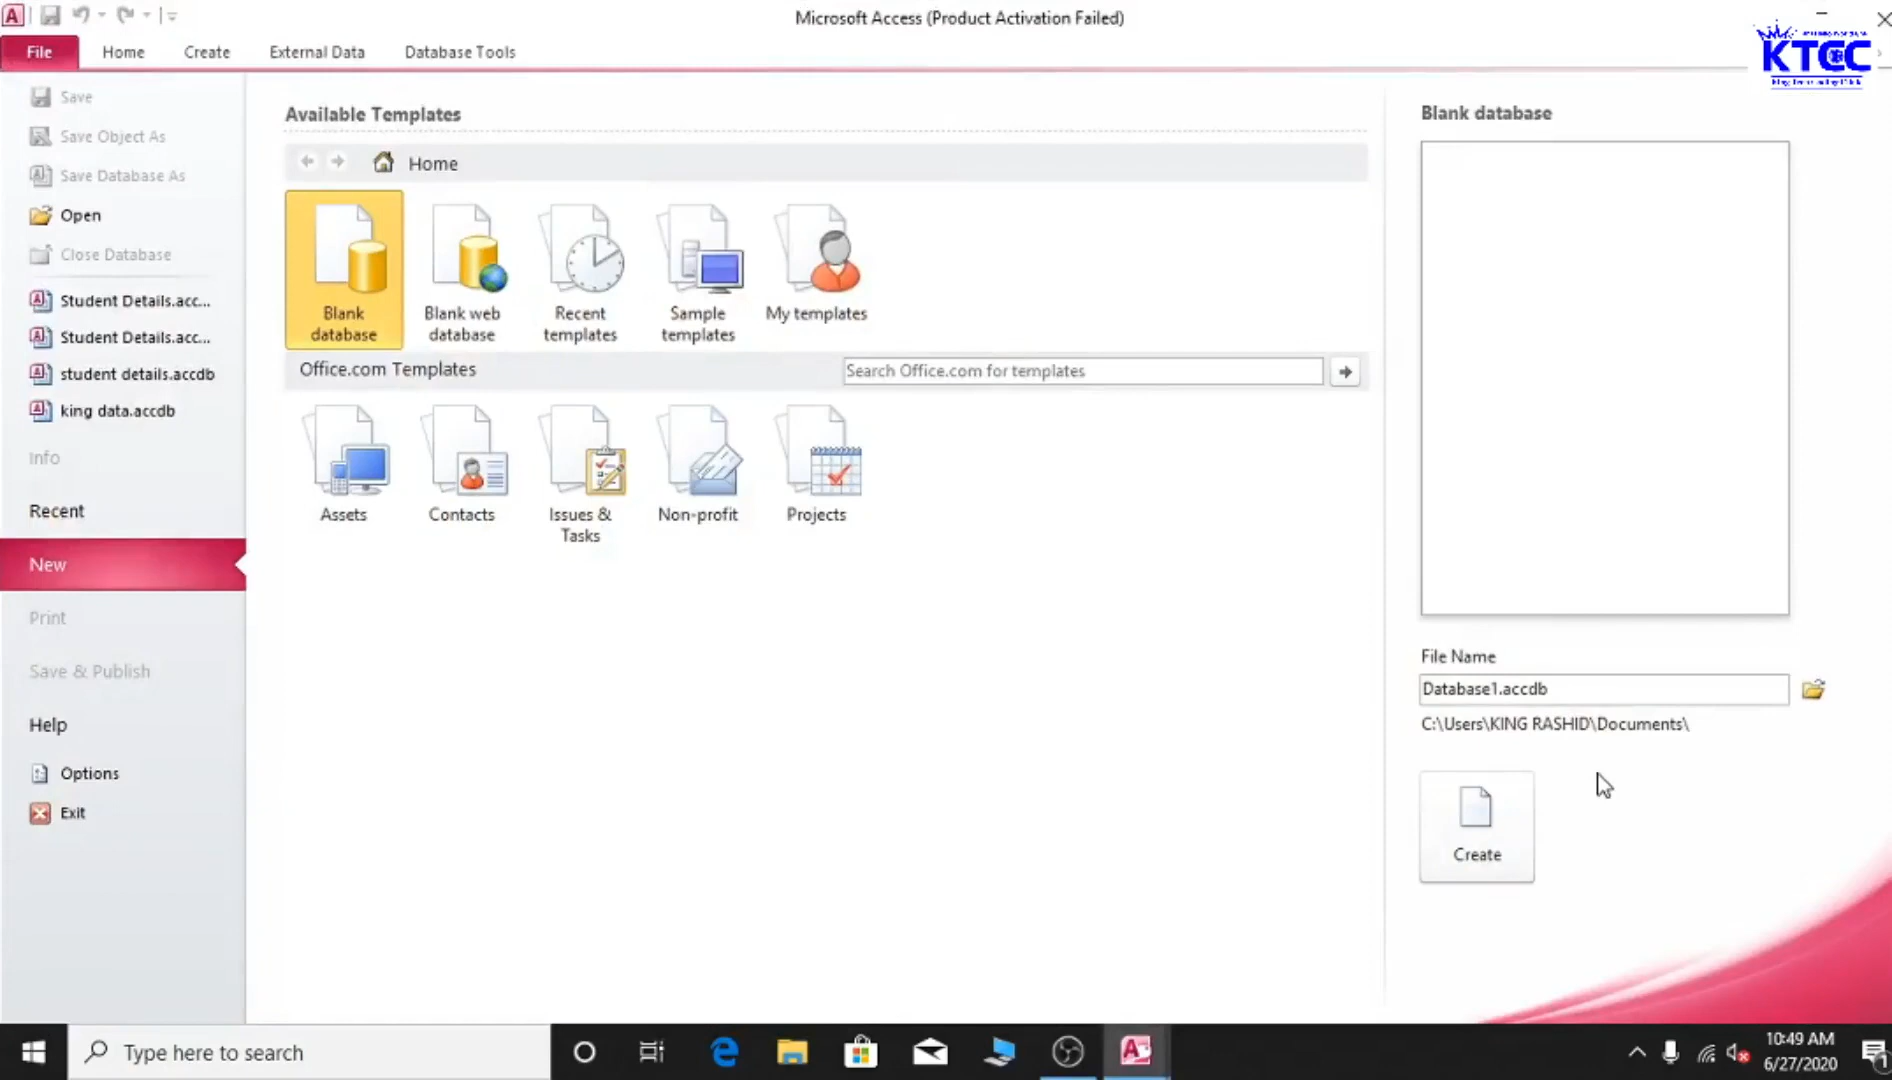 Microsoft Access (Product Activation Failed)
KTCC
File
Home
Create
External Data
Database Tools
Save
Save Object As
Save Database As
Open
Close Database
Student Details.acc...
Student Details.acc...
student details.accdb
king data.accdb
Info
Recent
New
Print
Save & Publish
Help
Options
Exit
Available Templates
Home
Blank
database
Blank web
database
Recent
templates
Sample
templates
My templates
Office.com Templates
Search Office.com for templates
Assets
Contacts
Issues &
Tasks
Non-profit
Projects
Blank database
File Name
Database1.accdb
C:\Users\KING RASHID\Documents\
Create
Type here to search
10:49 AM
6/27/2020
1